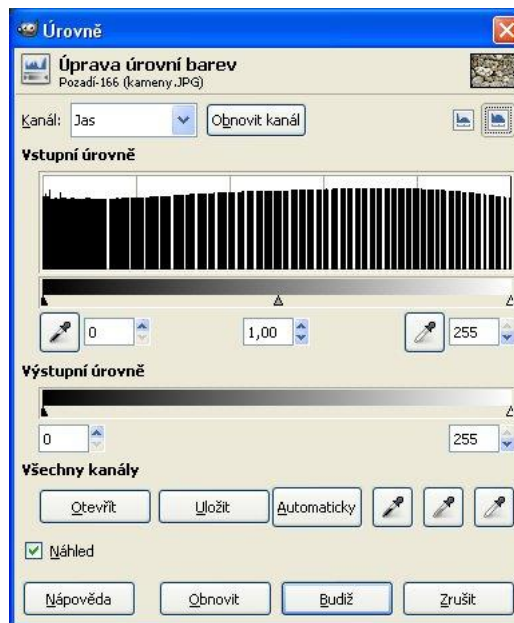 Úrovně
Úprava úrovní barev
Pozadí-166 (kameny.JPG)
Kanál: Jas Obnovit kanál
Vstupní úrovně
0 1,00 255
Výstupní úrovně
0 255
Všechny kanály
Otevřít Uložit Automaticky
Náhled
Nápověda Obnovit Budiž Zrušit